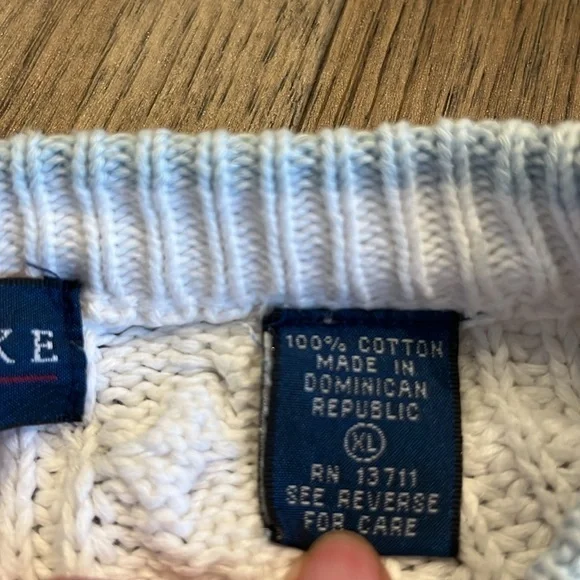 KE
100% COTTON
MADE IN
DOMINICAN
REPUBLIC
XL
RN 13711
SEE REVERSE
FOR CARE